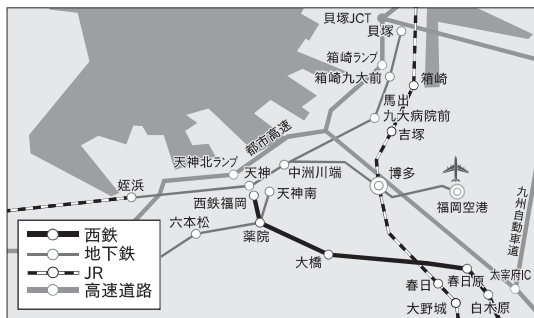 貝塚JCT
貝塚
箱崎ランプ
箱崎九大前
箱崎
馬出
九大病院前
吉塚
都市高速
天神北ランプ
天神
中洲川端
博多
姪浜
西鉄福岡
天神南
福岡空港
九州自動車道
六本松
薬院
太宰府IC
大橋
春日原
春日
大野城
白木原
西鉄
地下鉄
JR
高速道路